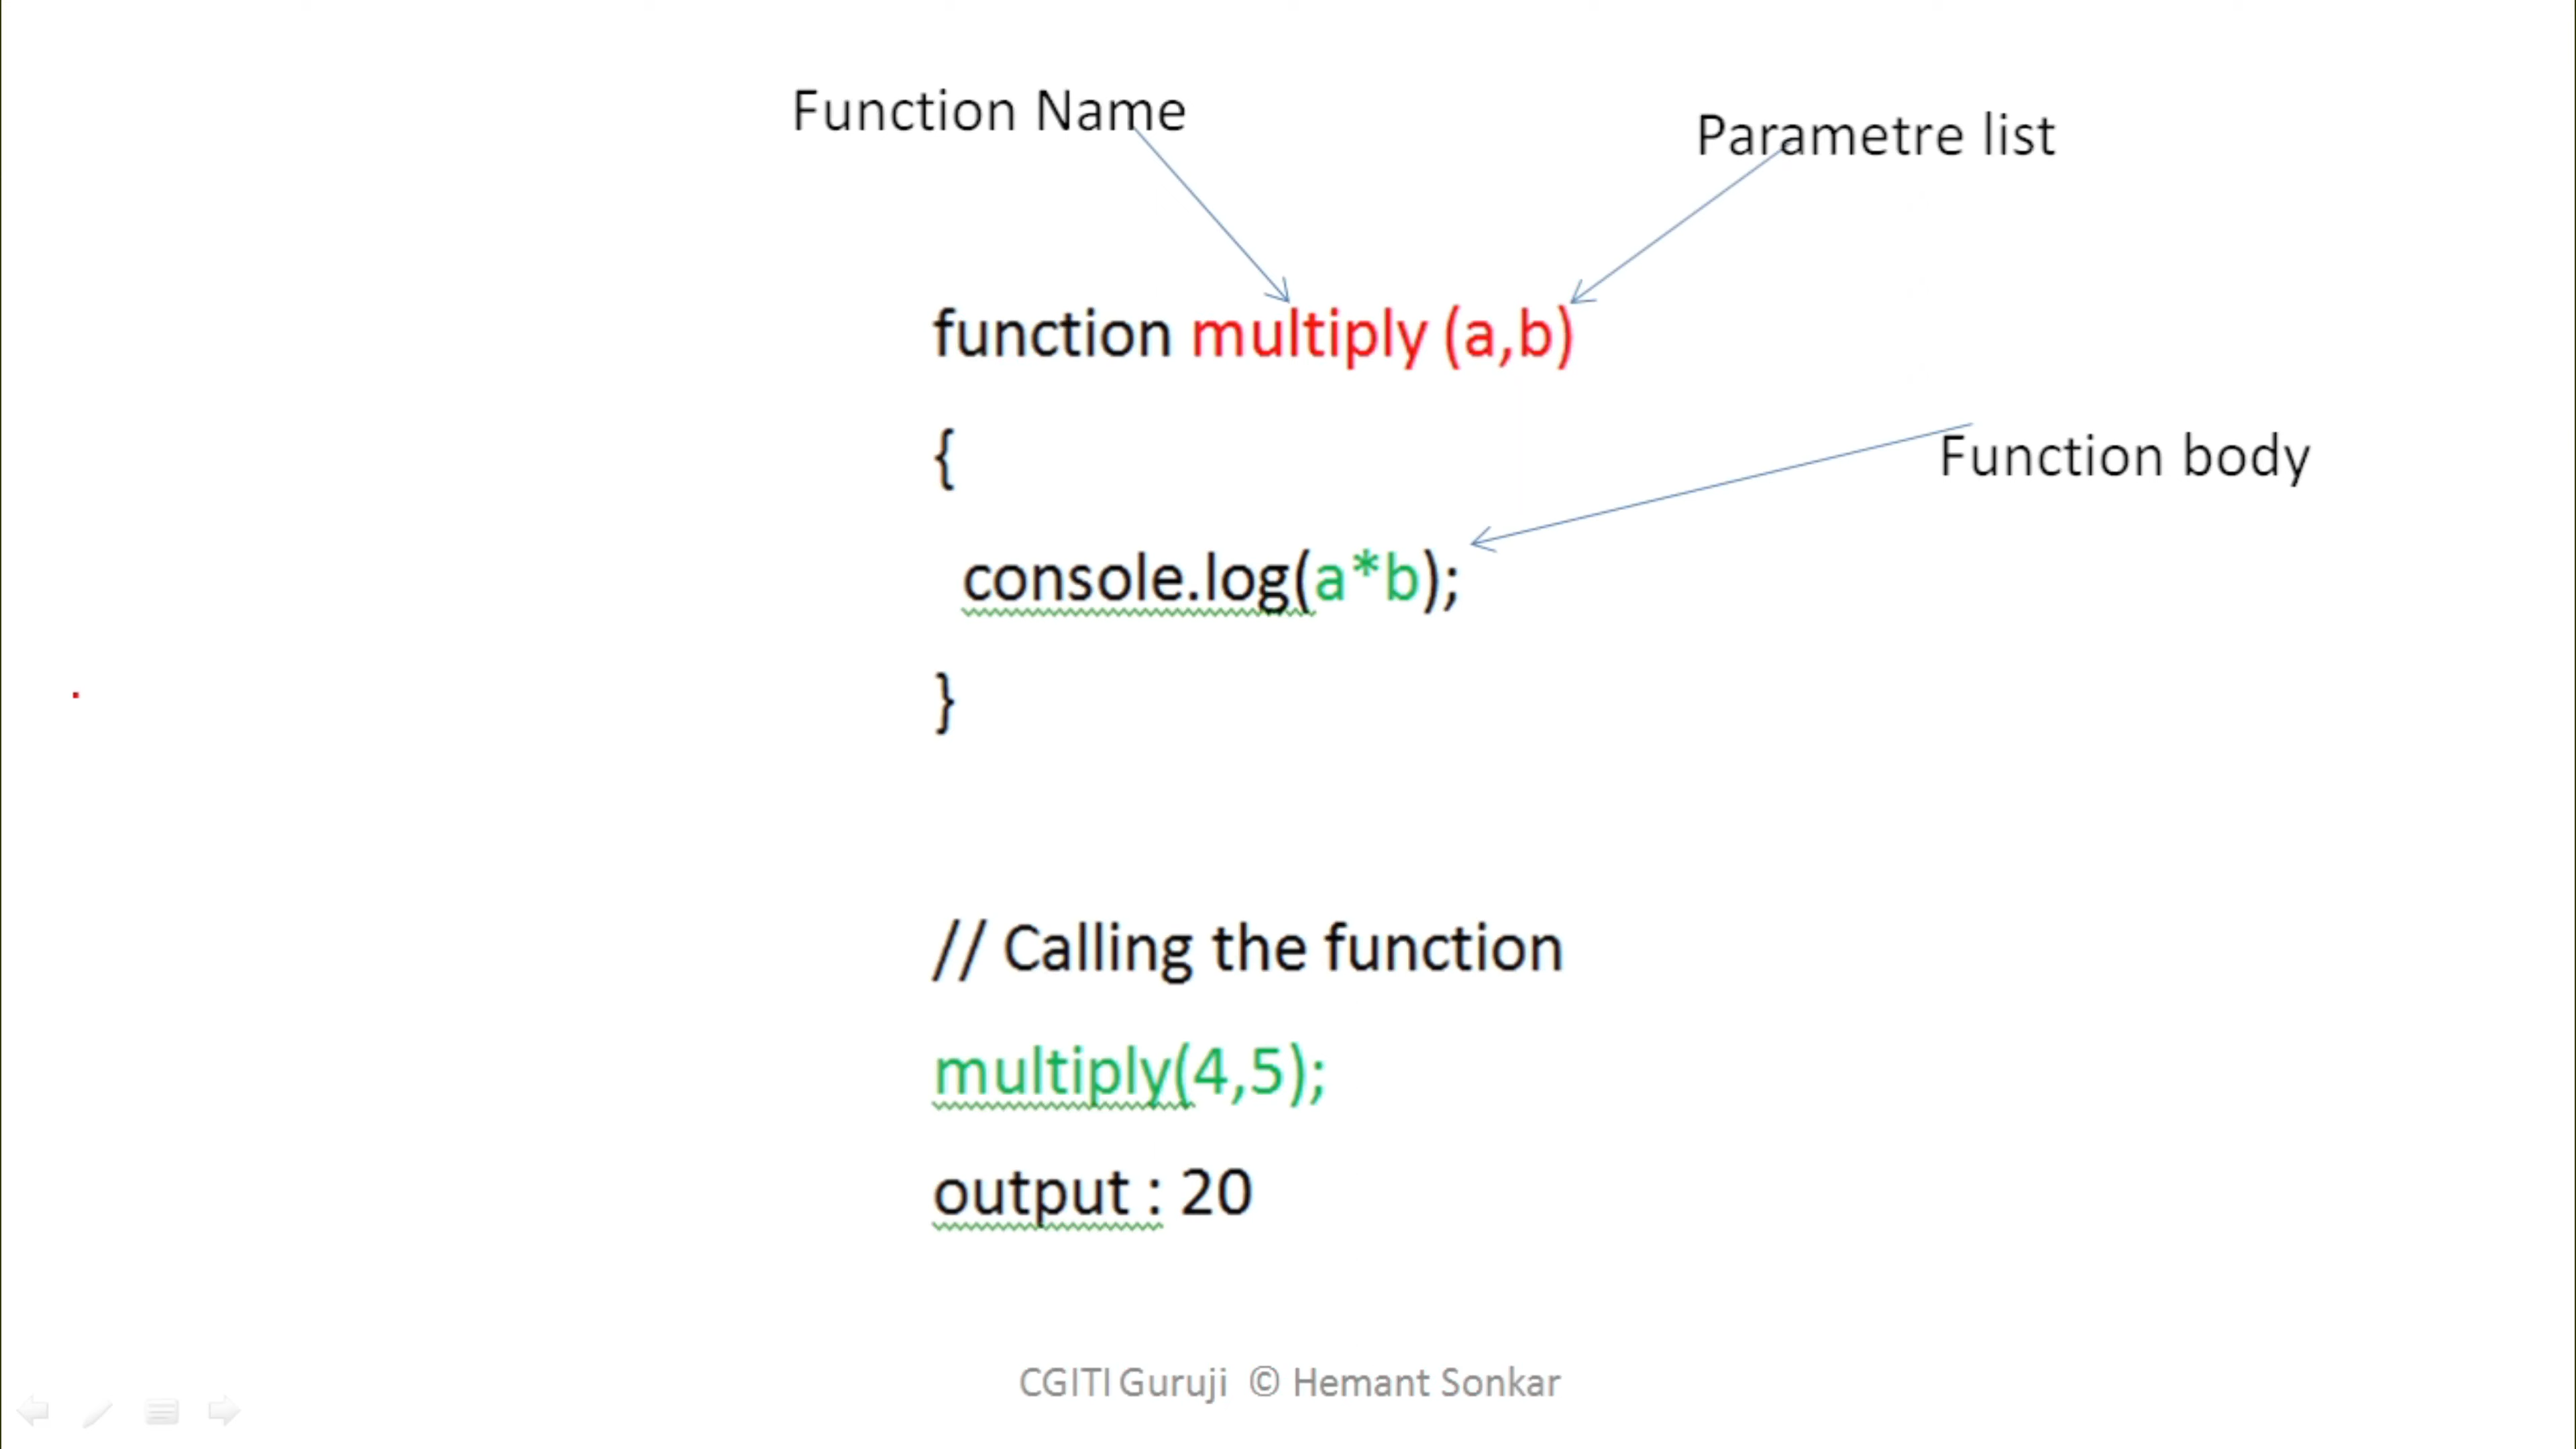 Function Name
Parametre list
function multiply (a,b)
{
Function body
console.log(a*b);
}
// Calling the function
multiply(4,5);
output : 20
CGITI Guruji © Hemant Sonkar